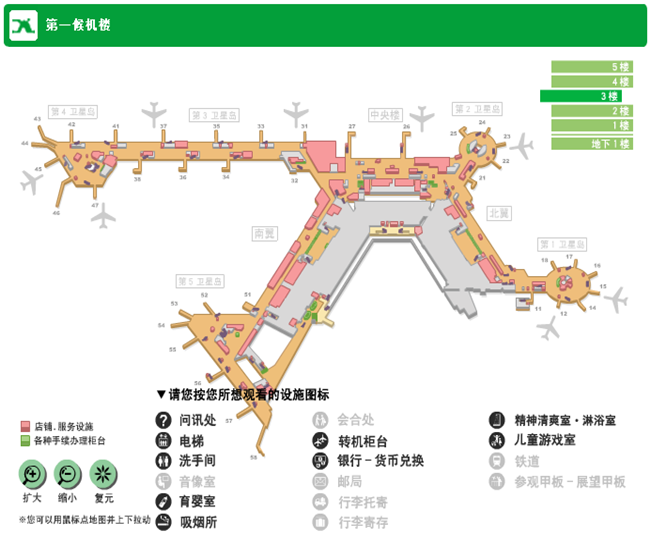 第一候机楼
5 楼
4 楼
3 楼
2 楼
1 楼
地下 1 楼
第 4 卫星岛
第 3 卫星岛
中央楼
第 2 卫星岛
43
42
41
37
35
33
31
27
26
25
24
23
22
21
44
45
46
47
38
36
34
32
南翼
北翼
第 1 卫星岛
18
17
16
15
14
12
11
第 5 卫星岛
51
52
53
54
55
56
57
58
▼请您按您所想观看的设施图标
店铺.服务设施
各种手续办理柜台
扩大
缩小
复元
※您可以用鼠标点地图并上下拉动
问讯处
电梯
洗手间
音像室
育婴室
吸烟所
会合处
转机柜台
银行－货币兑换
邮局
行李托寄
行李寄存
精神清爽室·淋浴室
儿童游戏室
铁道
参观甲板－展望甲板